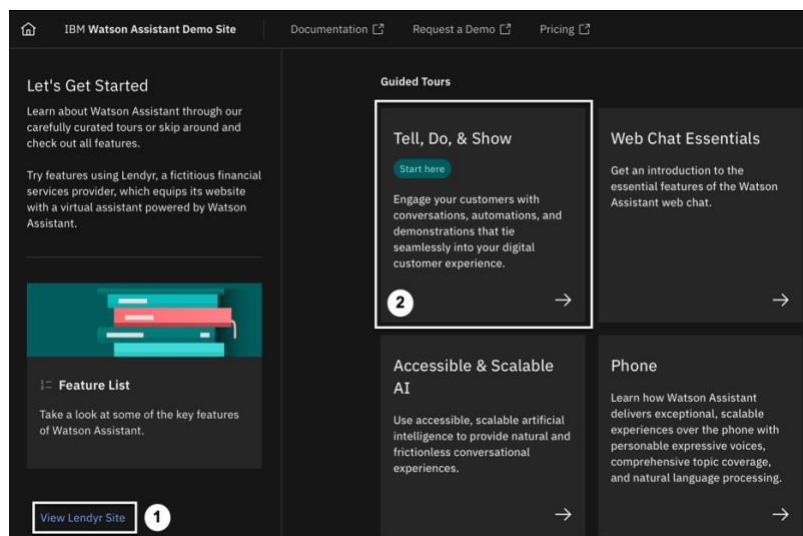 IBM Watson Assistant Demo Site
Documentation
Request a Demo
Pricing
Let's Get Started
Learn about Watson Assistant through our
carefully curated tours or skip around and
check out all features.
Try features using Lendyr, a fictitious financial
services provider, which equips its website
with a virtual assistant powered by Watson
Assistant.
Feature List
Take a look at some of the key features
of Watson Assistant.
View Lendyr Site
1
Guided Tours
Tell, Do, & Show
Start here
Engage your customers with
conversations, automations, and
demonstrations that tie
seamlessly into your digital
customer experience.
2
Web Chat Essentials
Get an introduction to the
essential features of the Watson
Assistant web chat.
Accessible & Scalable
AI
Use accessible, scalable artificial
intelligence to provide natural and
frictionless conversational
experiences.
Phone
Learn how Watson Assistant
delivers exceptional, scalable
experiences over the phone with
personable expressive voices,
comprehensive topic coverage,
and natural language processing.